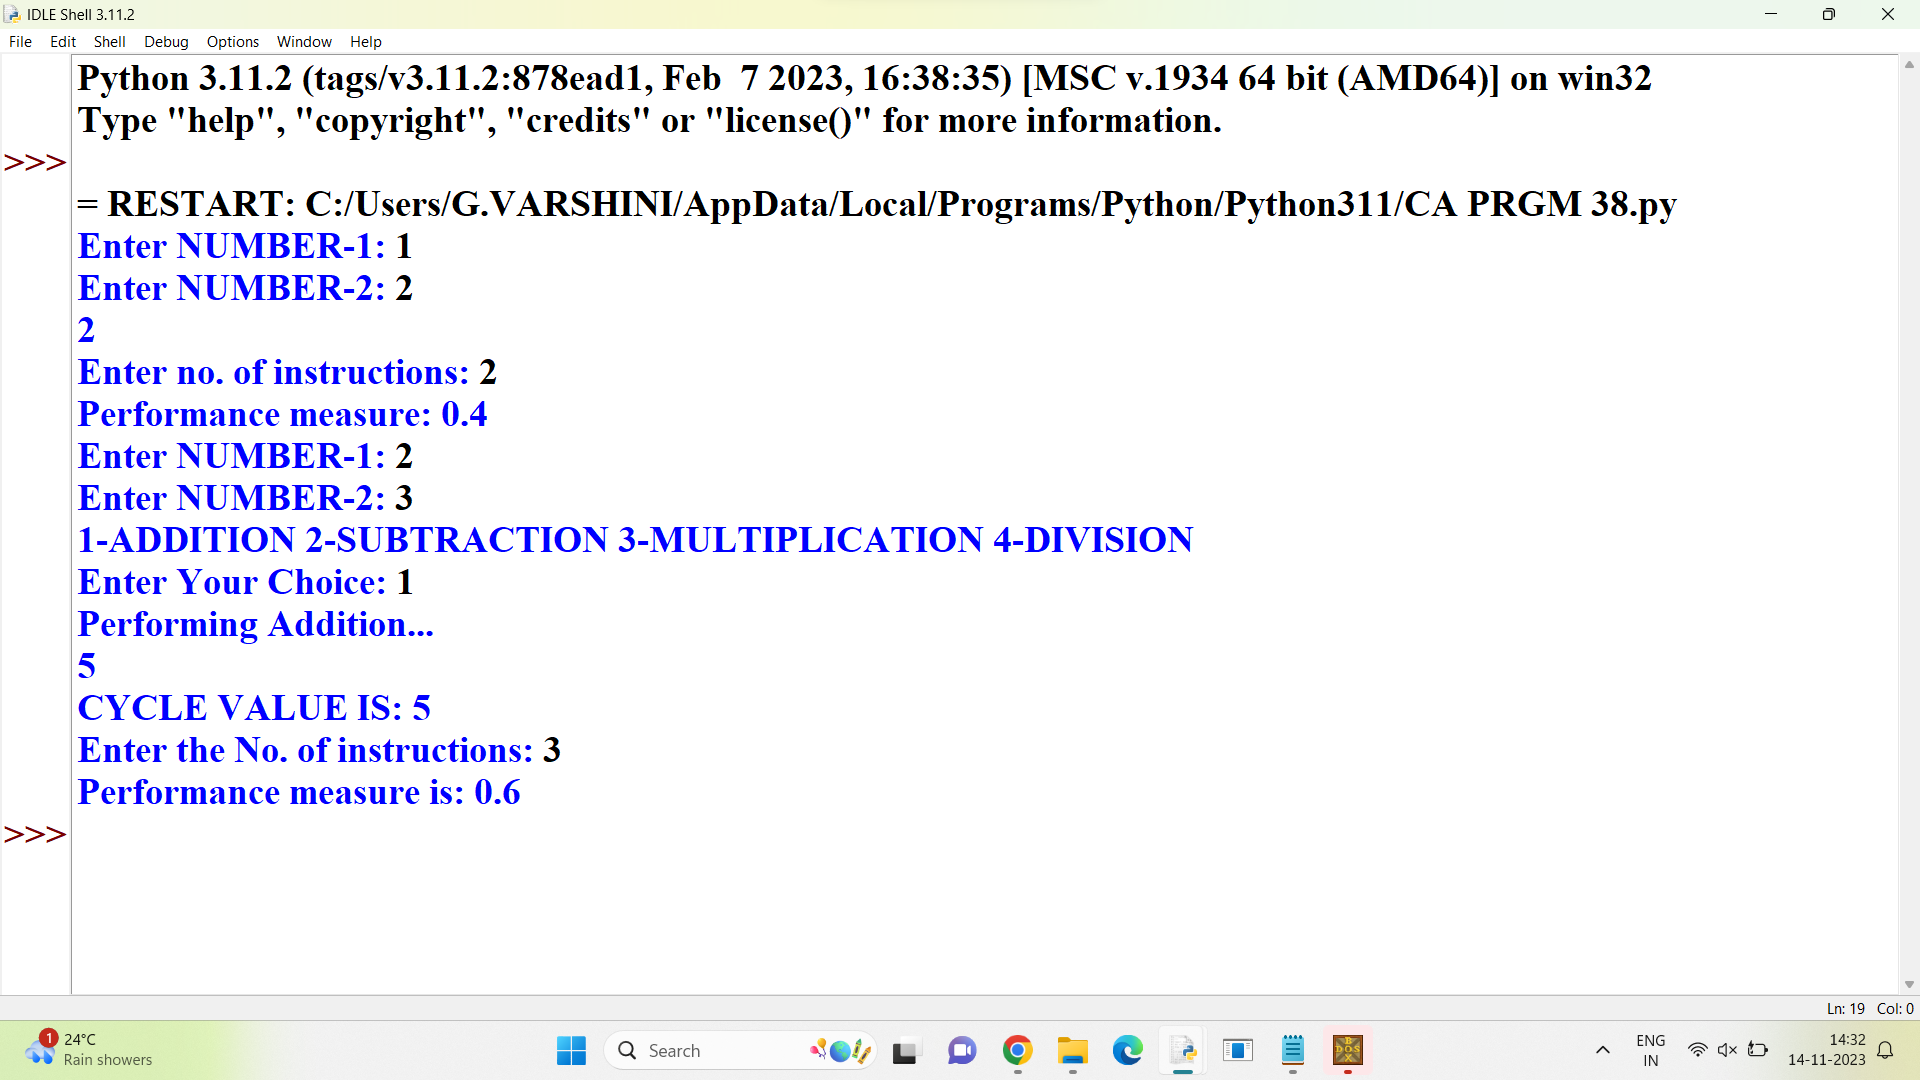 IDLE Shell 3.11.2
File Edit Shell Debug Options Window Help
Python 3.11.2 (tags/v3.11.2:878ead1, Feb  7 2023, 16:38:35) [MSC v.1934 64 bit (AMD64)] on win32
Type "help", "copyright", "credits" or "license()" for more information.
>>>
= RESTART: C:/Users/G.VARSHINI/AppData/Local/Programs/Python/Python311/CA PRGM 38.py
Enter NUMBER-1: 1
Enter NUMBER-2: 2
2
Enter no. of instructions: 2
Performance measure: 0.4
Enter NUMBER-1: 2
Enter NUMBER-2: 3
1-ADDITION 2-SUBTRACTION 3-MULTIPLICATION 4-DIVISION
Enter Your Choice: 1
Performing Addition...
5
CYCLE VALUE IS: 5
Enter the No. of instructions: 3
Performance measure is: 0.6
>>>
Ln: 19 Col: 0
1
24°C
Rain showers
Search
BOSDOX
ENG
IN
14:32
14-11-2023